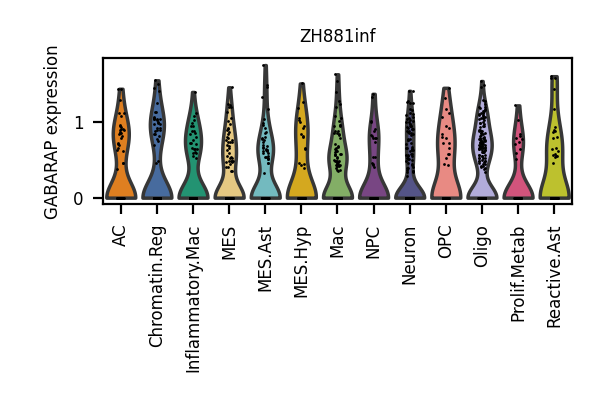 ZH881inf
GABARAP expression
1
0
AC
Chromatin.Reg
Inflammatory.Mac
MES
MES.Ast
MES.Hyp
Mac
NPC
Neuron
OPC
Oligo
Prolif.Metab
Reactive.Ast